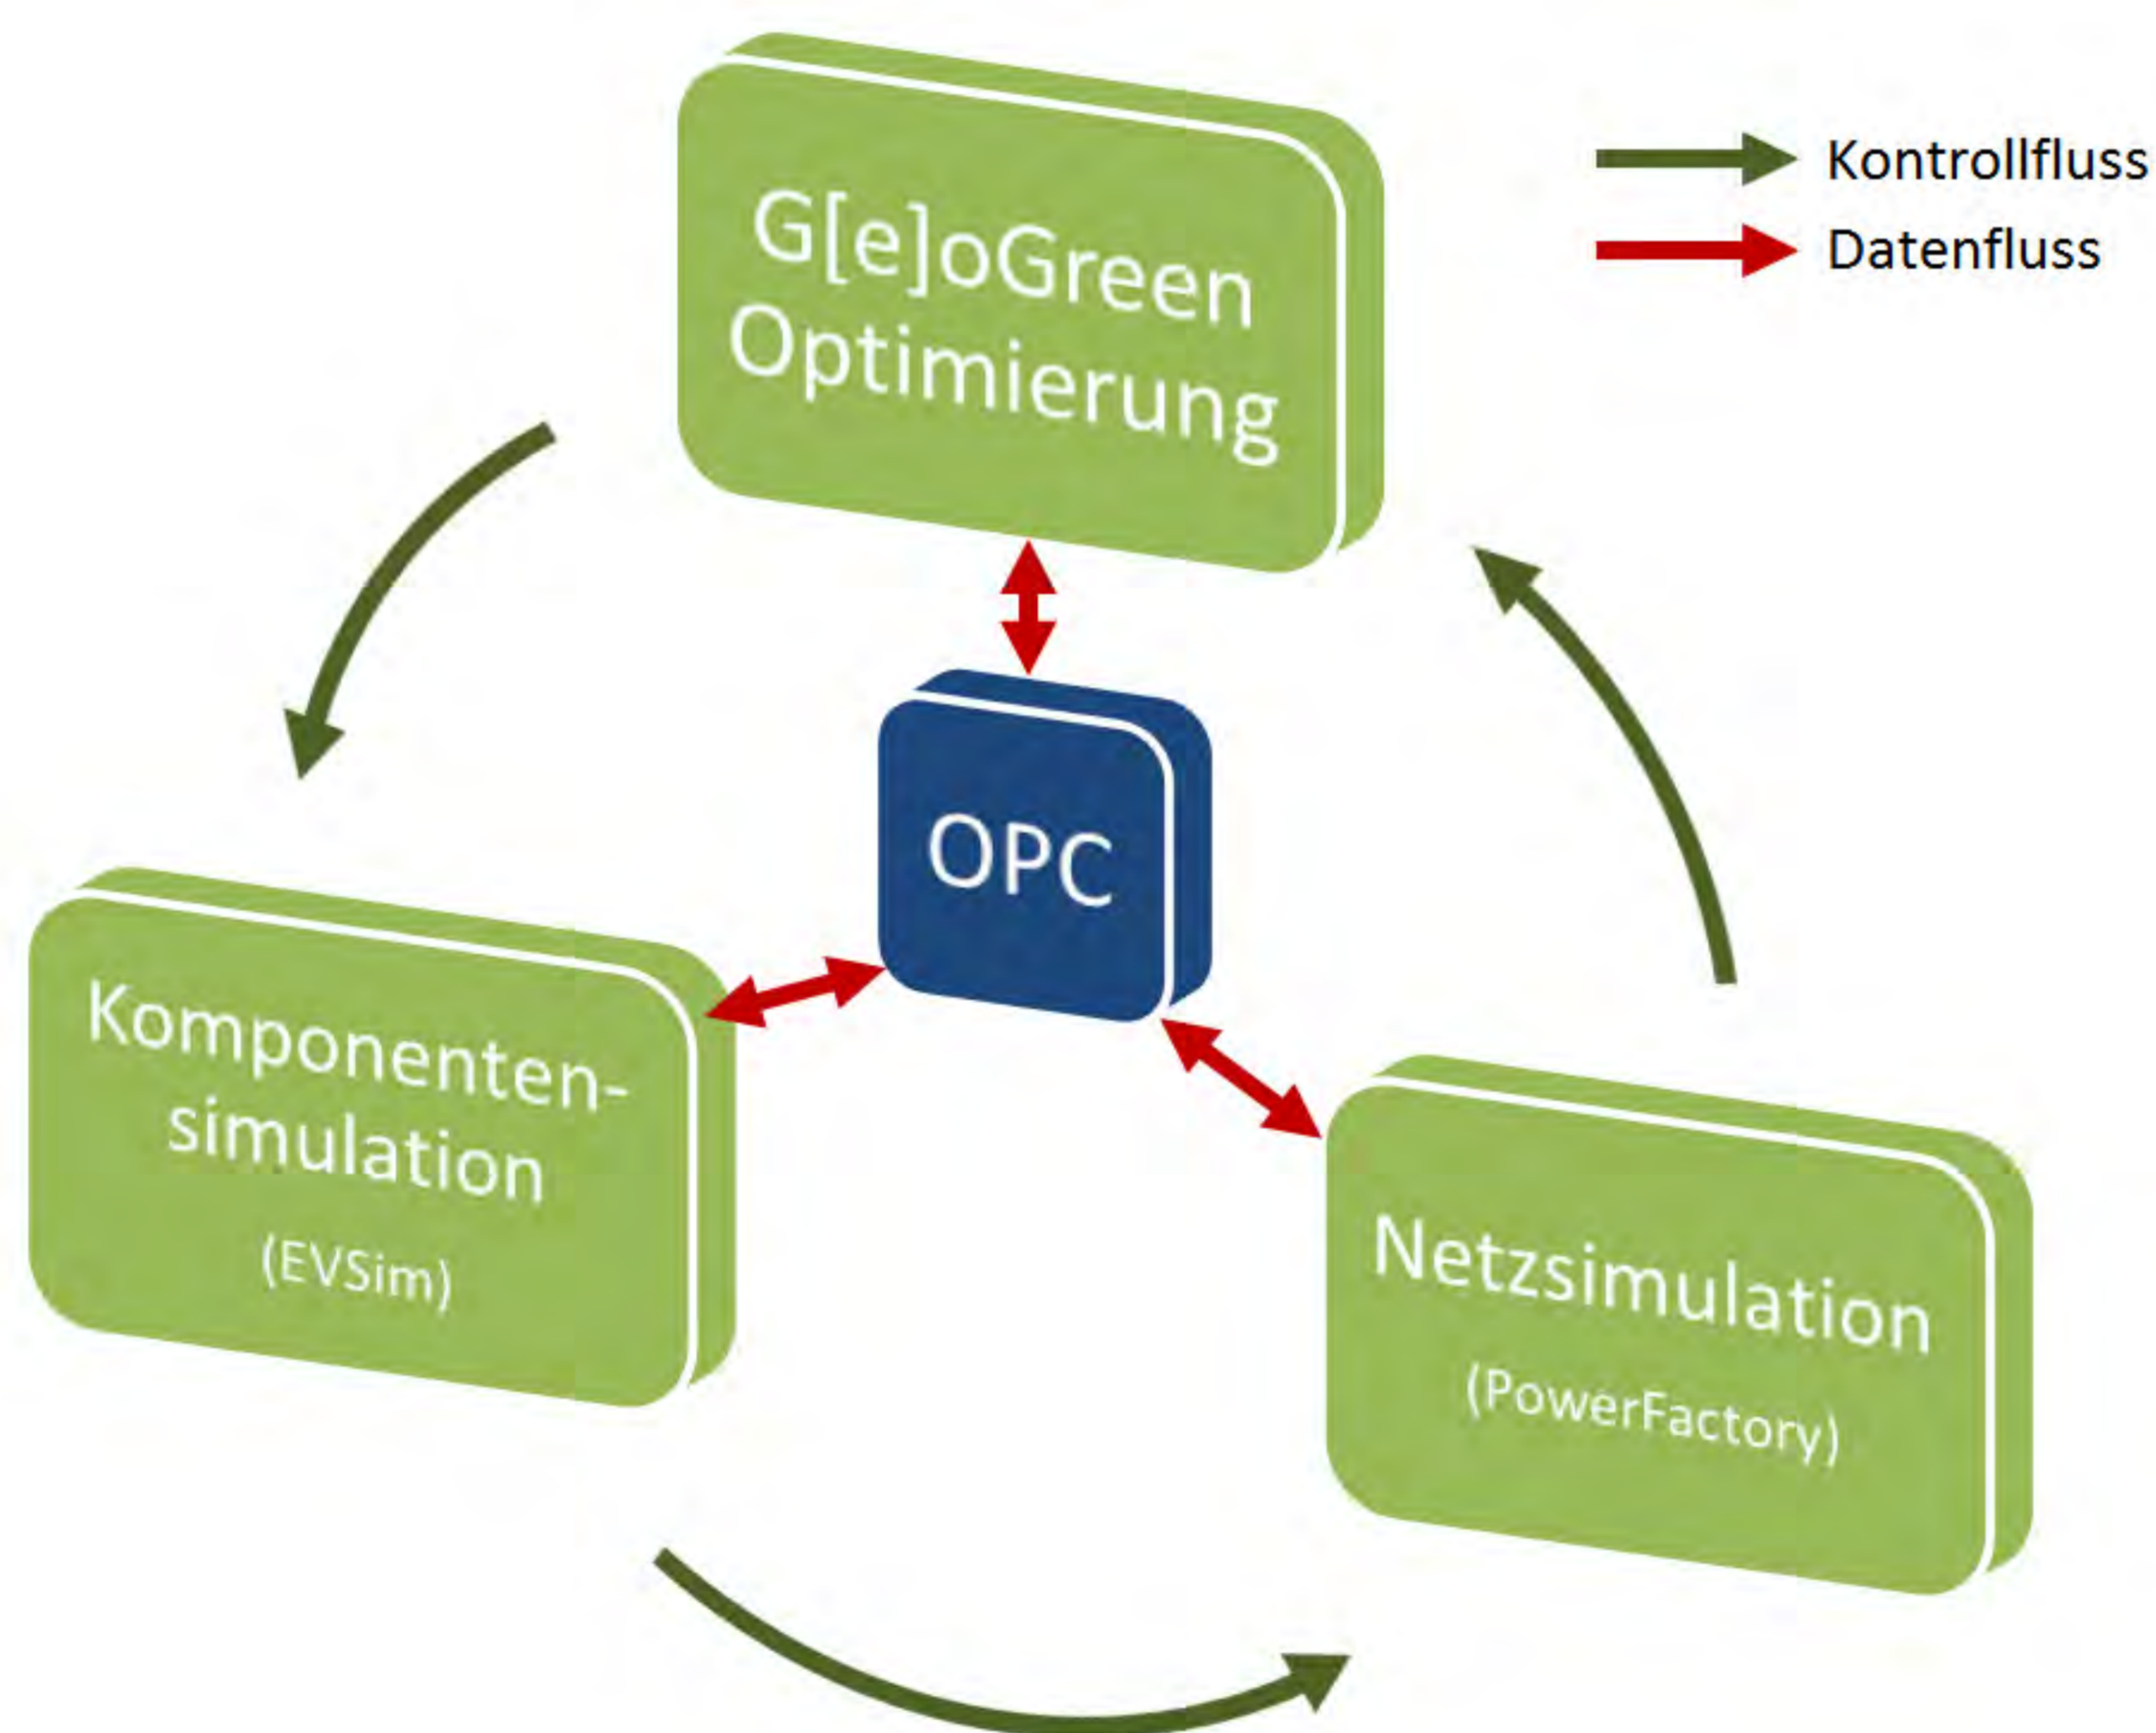 G[e]oGreen
Optimierung
Kontrollfluss
Datenfluss
OPC
Komponenten-
simulation
(EVSim)
Netzsimulation
(PowerFactory)